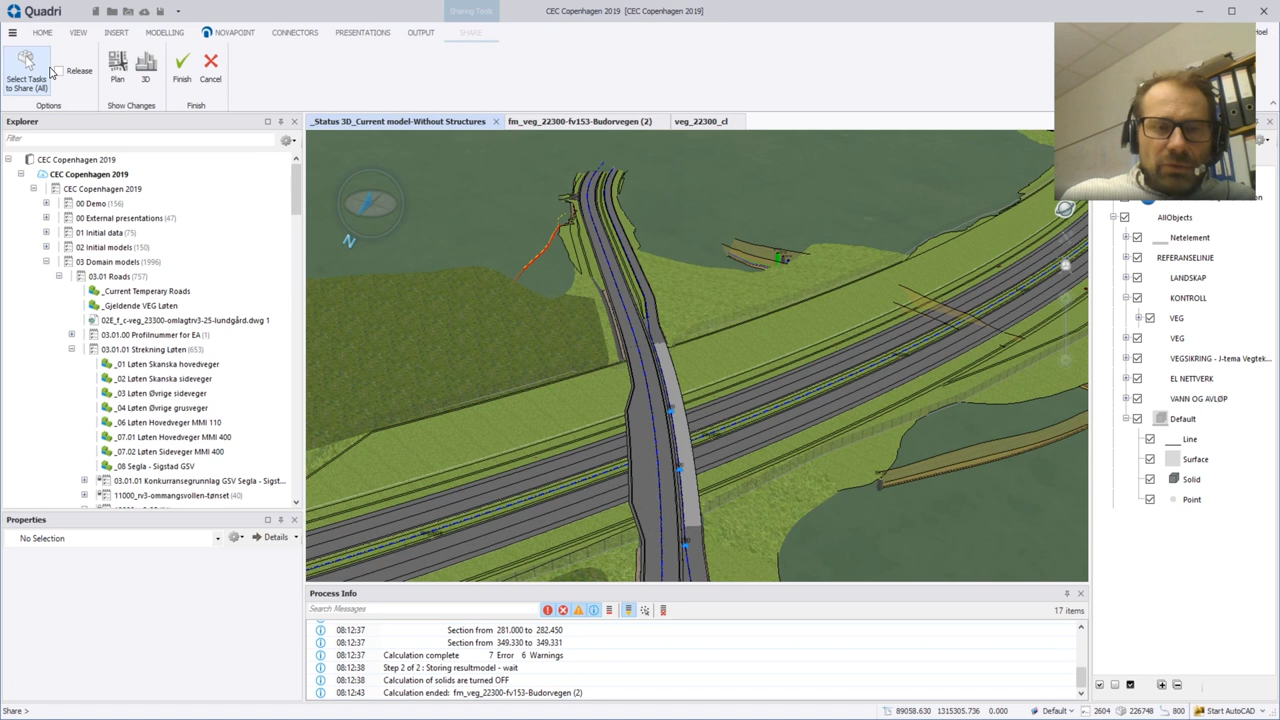 Quadri
Sharing Tools
CEC Copenhagen 2019 [CEC Copenhagen 2019]
HOME
VIEW
INSERT
MODELLING
NOVAPOINT
CONNECTORS
PRESENTATIONS
OUTPUT
SHARE
Select Tasks
to Share (All)
Release
Plan
3D
Finish
Cancel
Options
Show Changes
Finish
Explorer
Filter
CEC Copenhagen 2019
CEC Copenhagen 2019
CEC Copenhagen 2019
00 Demo (156)
00 External presentations (47)
01 Initial data (75)
02 Initial models (150)
03 Domain models (1996)
03.01 Roads (757)
_Current Temperary Roads
_Gjeldende VEG Løten
02E_f_c-veg_23300-omlagtrv3-25-lundgård.dwg 1
03.01.00 Profilnummer for EA (1)
03.01.01 Strekning Løten (653)
_01 Løten Skanska hovedveger
_02 Løten Skanska sideveger
_03 Løten Øvrige sideveger
_04 Løten Øvrige grusveger
_06 Løten Hovedveger MMI 110
_07.01 Løten Hovedveger MMI 400
_07.02 Løten Sideveger MMI 400
_08 Segla - Sigstad GSV
03.01.01 Konkurransegrunnlag GSV Segla - Sigst...
11000_rv3-ommangsvollen-tønset (40)
Properties
No Selection
Details
_Status 3D_Current model-Without Structures
fm_veg_22300-fv153-Budorvegen (2)
veg_22300_cl
N
Process Info
Search Messages
17 items
08:12:37 Section from 281.000 to 282.450
08:12:37 Section from 349.330 to 349.331
08:12:37 Calculation complete 7 Error 6 Warnings
08:12:38 Step 2 of 2 : Storing resultmodel - wait
08:12:38 Calculation of solids are turned OFF
08:12:43 Calculation ended: fm_veg_22300-fv153-Budorvegen (2)
AllObjects
Netelement
REFERANSELINJE
LANDSKAP
KONTROLL
VEG
VEG
VEGSIKRING - J-tema Vegtek...
EL NETTVERK
VANN OG AVLØP
Default
Line
Surface
Solid
Point
Share >
89058.630 1315305.736 0.000
Default
2604
226748
800
Start AutoCAD